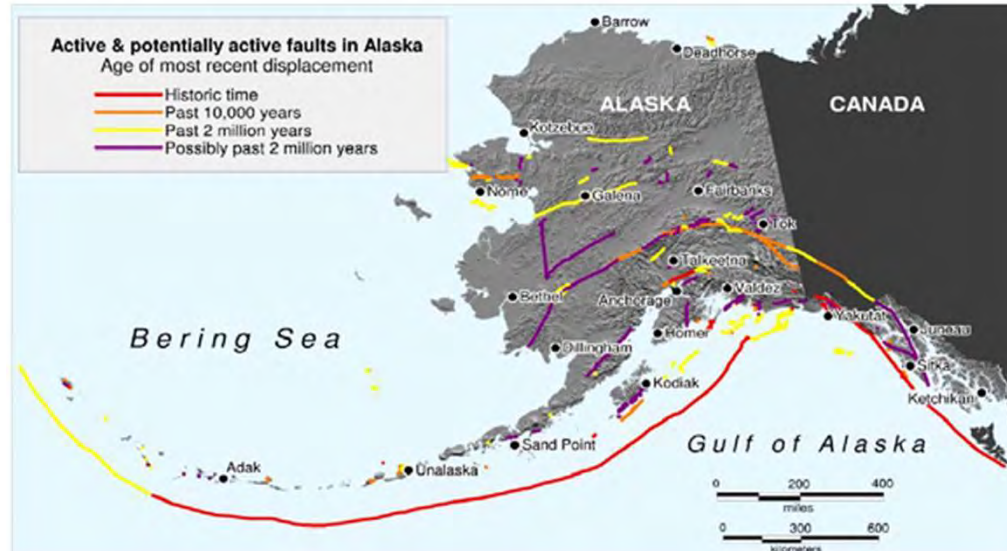 Active & potentially active faults in Alaska
Age of most recent displacement
Historic time
Past 10,000 years
Past 2 million years
Possibly past 2 million years
Barrow
Deadhorse
ALASKA
CANADA
Kotzebue
Nome
Galena
Fairbanks
Tok
Talkeetna
Bethel
Anchorage
Valdez
Yakutat
Juneau
Bering Sea
Homer
Dillingham
Sitka
Kodiak
Ketchikan
Sand Point
Gulf of Alaska
Adak
Unalaska
0 200 400
miles
0 300 600
kilometers